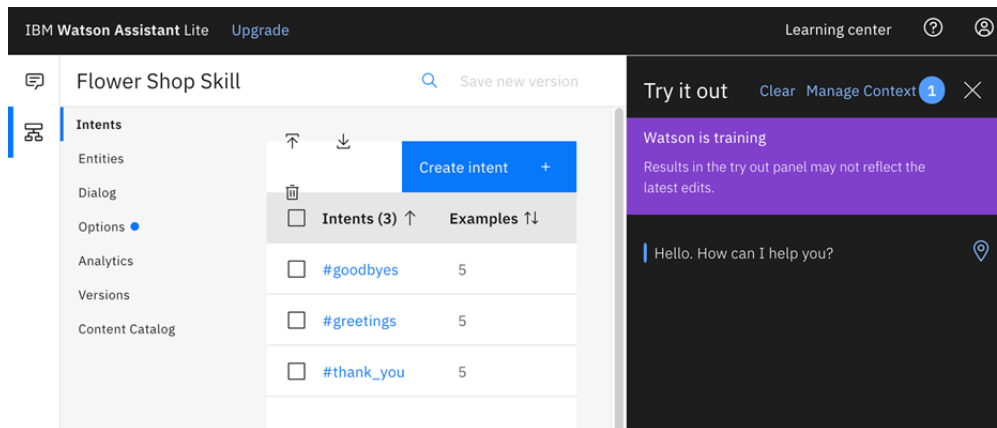 IBM Watson Assistant Lite Upgrade Learning center
Flower Shop Skill Save new version
Intents
Entities
Dialog
Options
Analytics
Versions
Content Catalog
Create intent +
Intents (3) ↑ Examples ↑↓
#goodbyes 5
#greetings 5
#thank_you 5
Try it out Clear Manage Context 1
Watson is training
Results in the try out panel may not reflect the
latest edits.
Hello. How can I help you?